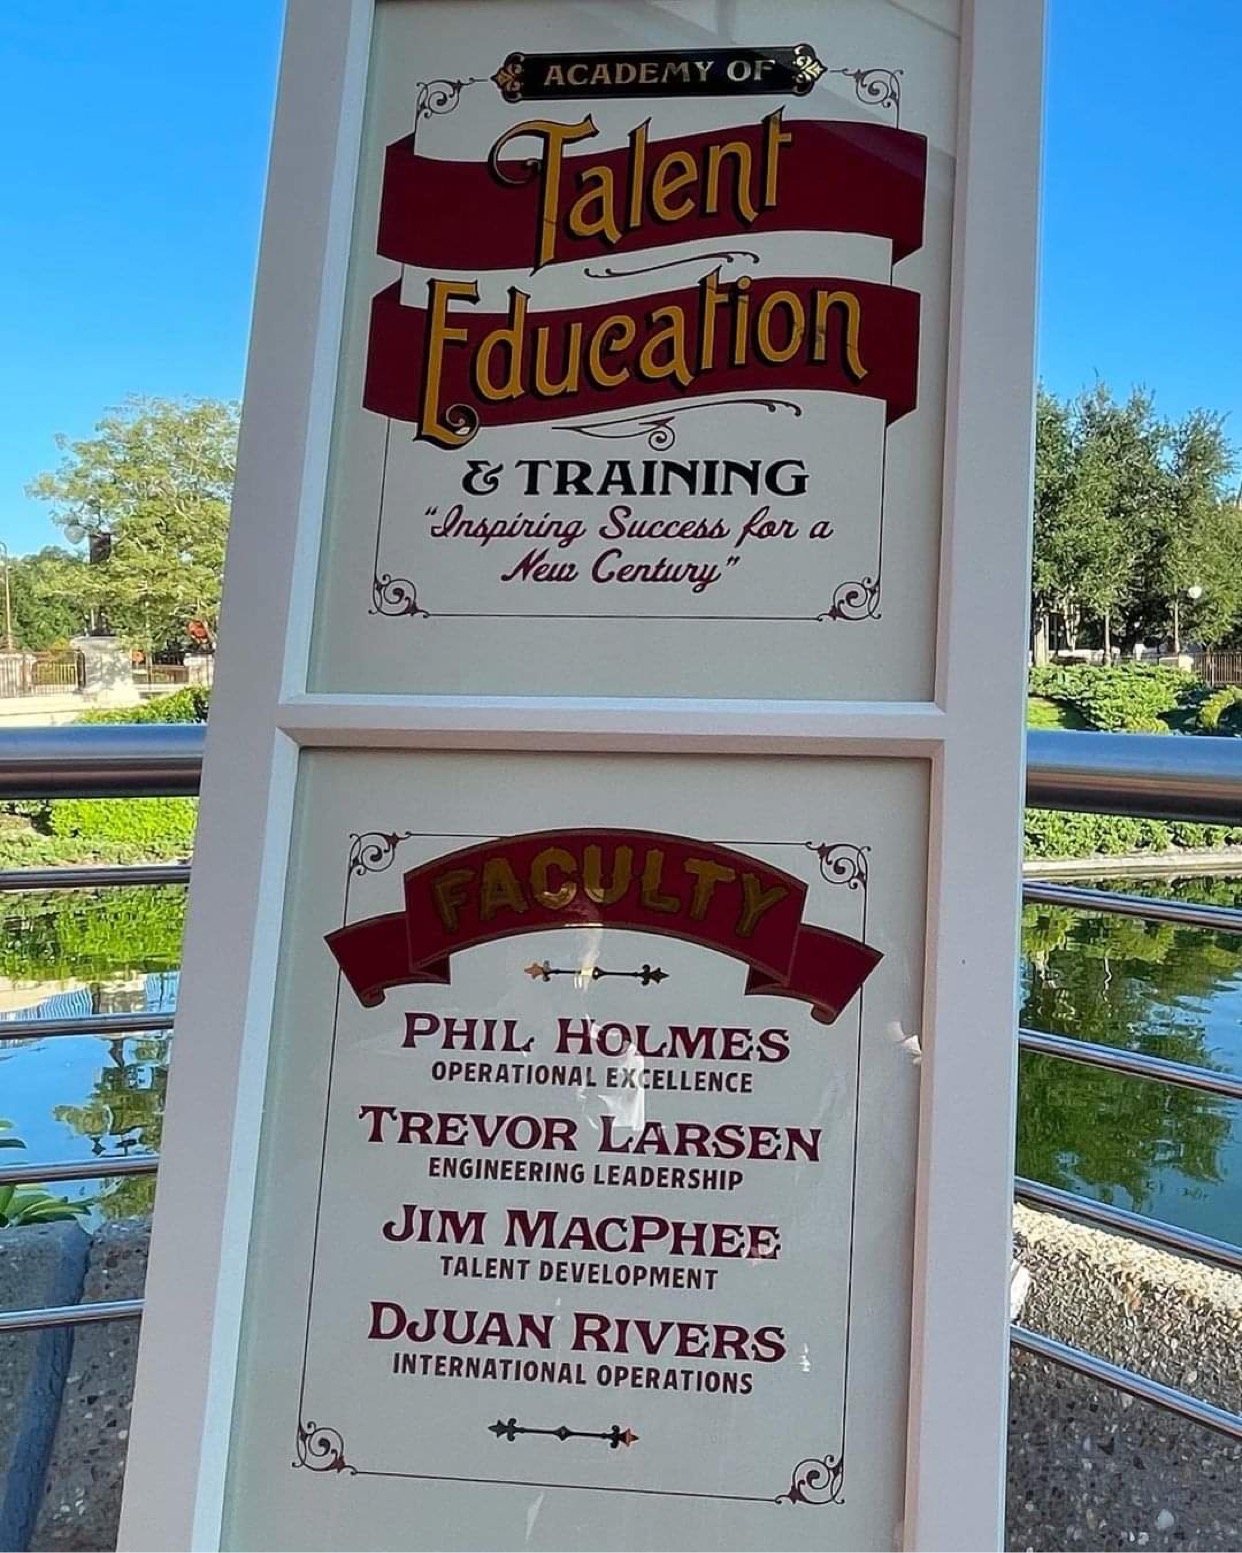 ACADEMY OF
Talent
Education
& TRAINING
"Inspiring Success for a
New Century"
FACULTY
PHIL HOLMES
OPERATIONAL EXCELLENCE
TREVOR LARSEN
ENGINEERING LEADERSHIP
JIM MACPHEE
TALENT DEVELOPMENT
DJUAN RIVERS
INTERNATIONAL OPERATIONS